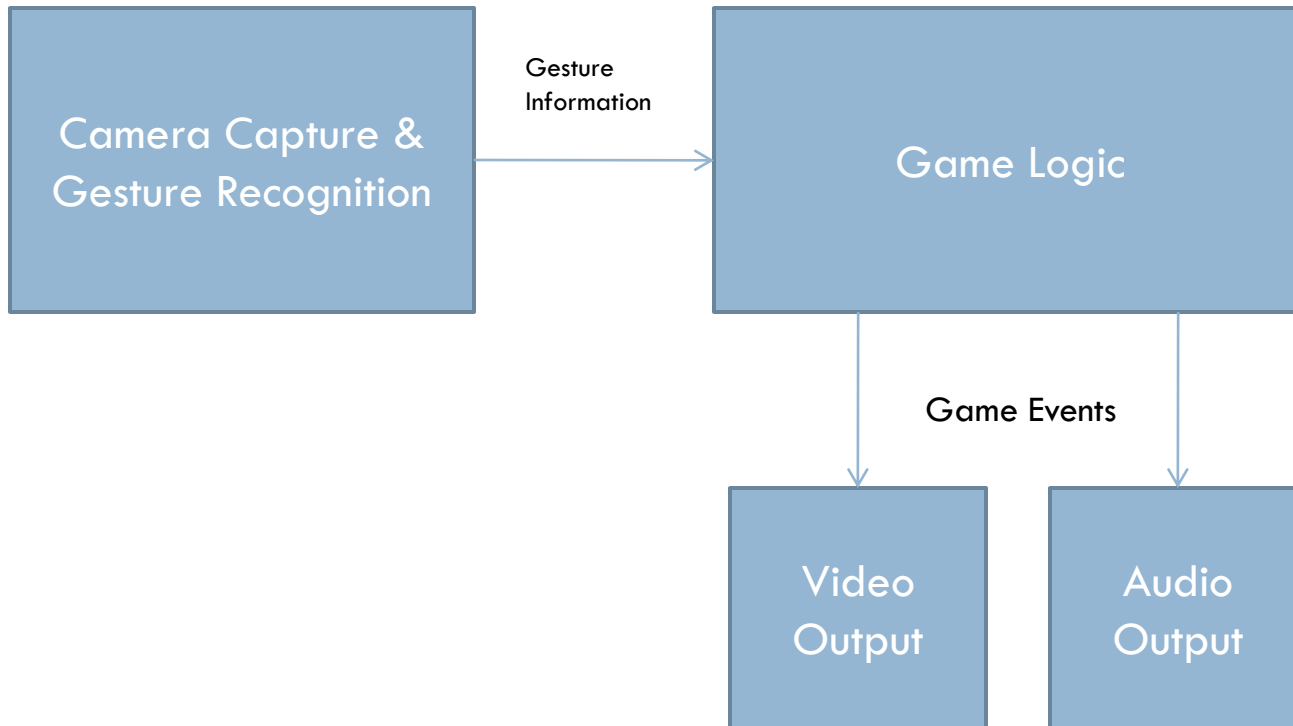 Camera Capture &
Gesture Recognition
Gesture
Information
Game Logic
Game Events
Video
Output
Audio
Output